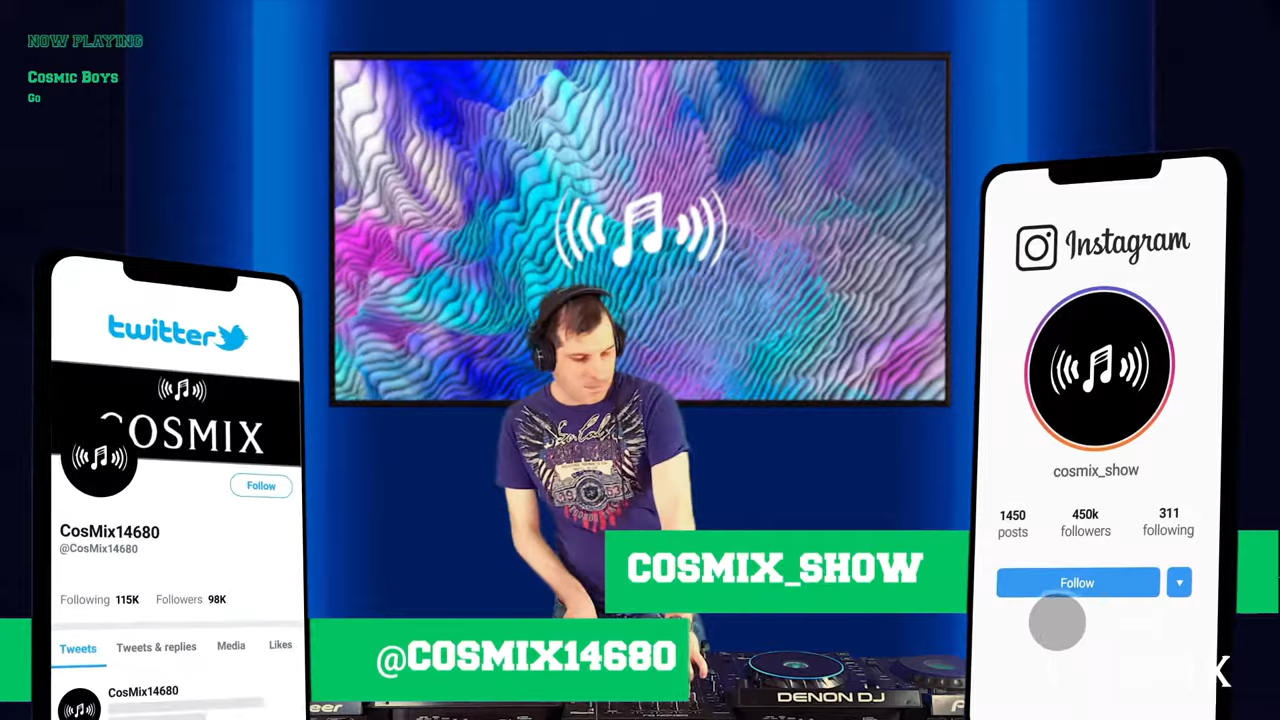 NOW PLAYING
COSMIC BOYS
GO
twitter
COSMIX
Follow
CosMix14680
@CosMix14680
Following 115K Followers 98K
Tweets Tweets & replies Media Likes
CosMix14680
@COSMIX14680
COSMIX_SHOW
Instagram
cosmix_show
1450 450k 311
posts followers following
Follow
DENON DJ